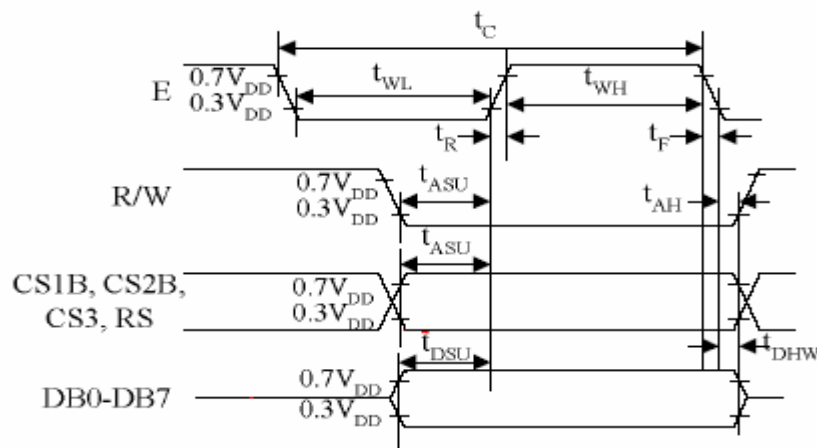 t_C
0.7V_DD
t_WL
t_WH
E
0.3V_DD
t_R
t_F
0.7V_DD
t_ASU
R/W
0.3V_DD
t_AH
t_ASU
CS1B, CS2B,
0.7V_DD
CS3, RS
0.3V_DD
t_DSU
t_DHW
0.7V_DD
DB0-DB7
0.3V_DD